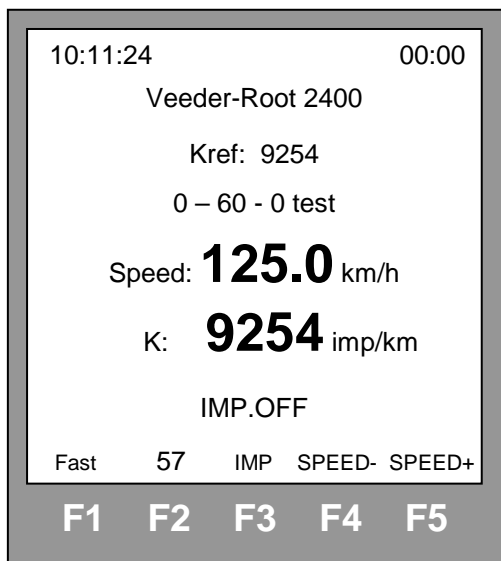 10:11:24 00:00
Veeder-Root 2400
Kref: 9254
0 – 60 - 0 test
Speed: 125.0 km/h
K: 9254 imp/km
IMP.OFF
Fast 57 IMP SPEED- SPEED+
F1 F2 F3 F4 F5